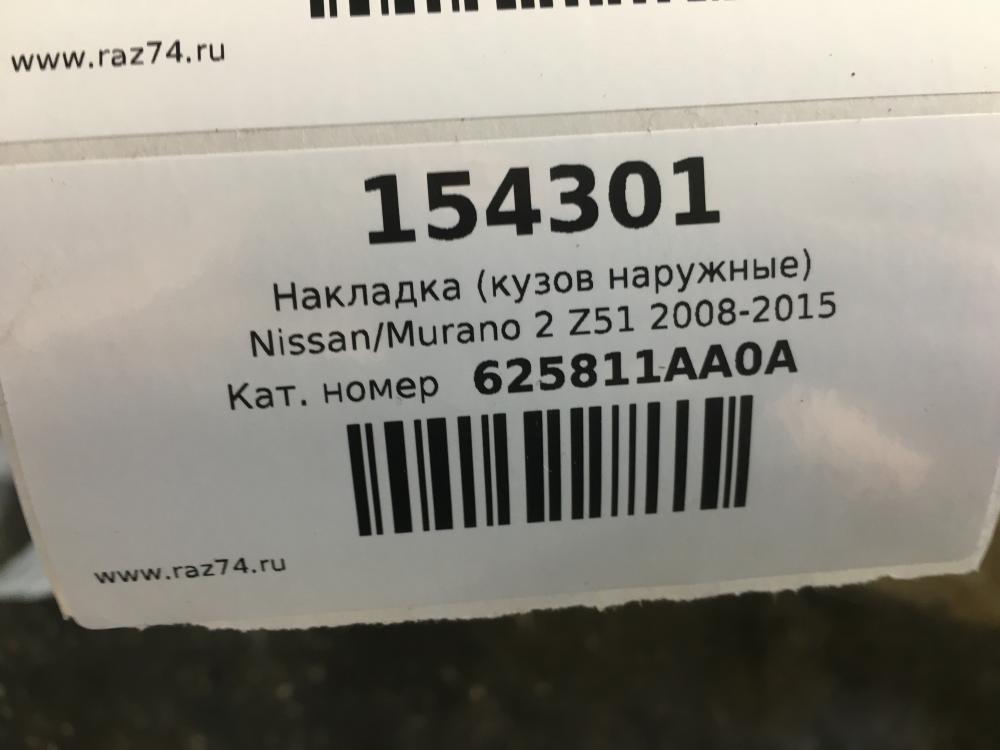 www.raz74.ru
154301
Накладка (кузов наружные)
Nissan/Murano 2 Z51 2008-2015
Кат. номер 625811AA0A
www.raz74.ru